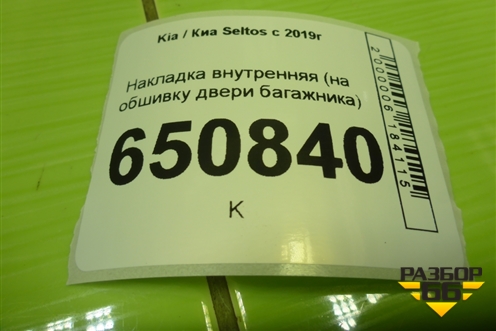 Kia / Киа Seltos с 2019г
Накладка внутренняя (на
обшивку двери багажника)
650840
К
2000006184115
РАЗБОР
66